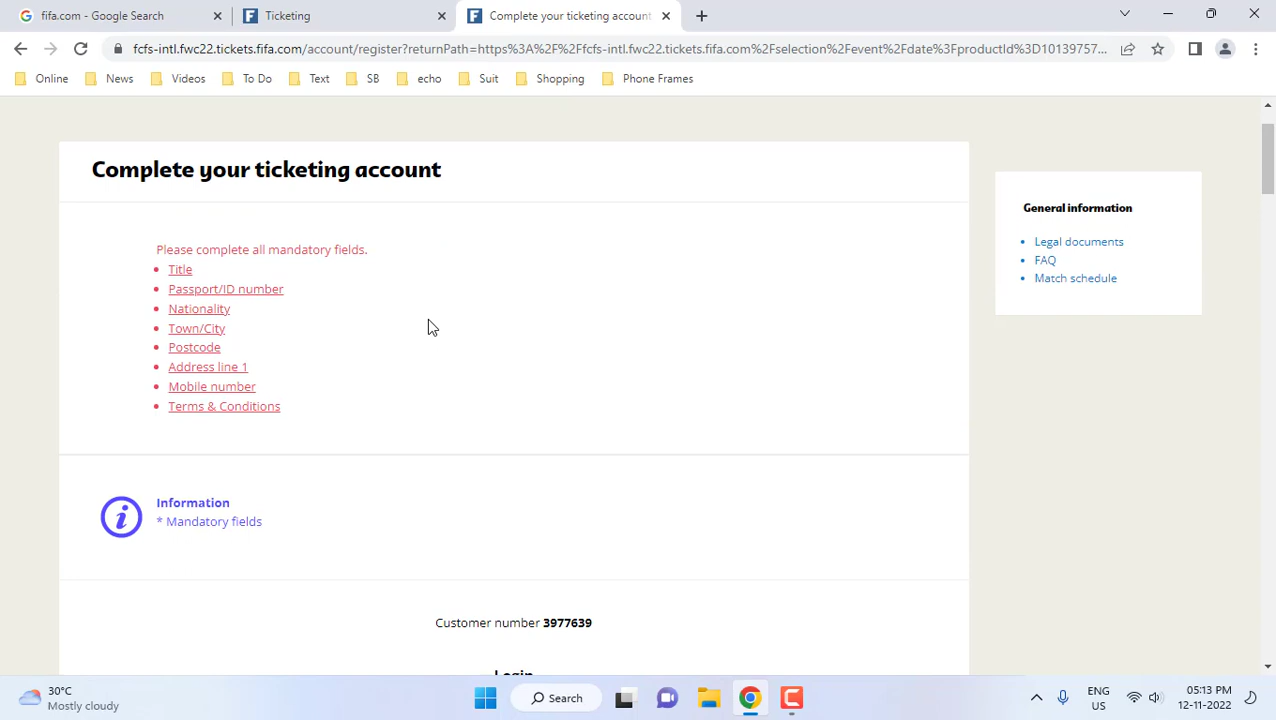 fifa.com - Google Search
Ticketing
Complete your ticketing account
fcfs-intl.fwc22.tickets.fifa.com/account/register?returnPath=https%3A%2F%2Ffcfs-intl.fwc22.tickets.fifa.com%2Fselection%2Fevent%2Fdate%3FproductId%3D10139757...
Online News Videos To Do Text SB echo Suit Shopping Phone Frames
Complete your ticketing account
Please complete all mandatory fields.
Title
Passport/ID number
Nationality
Town/City
Postcode
Address line 1
Mobile number
Terms & Conditions
General information
Legal documents
FAQ
Match schedule
Information
* Mandatory fields
Customer number 3977639
Login
30°C
Mostly cloudy
Search
ENG
US
05:13 PM
12-11-2022